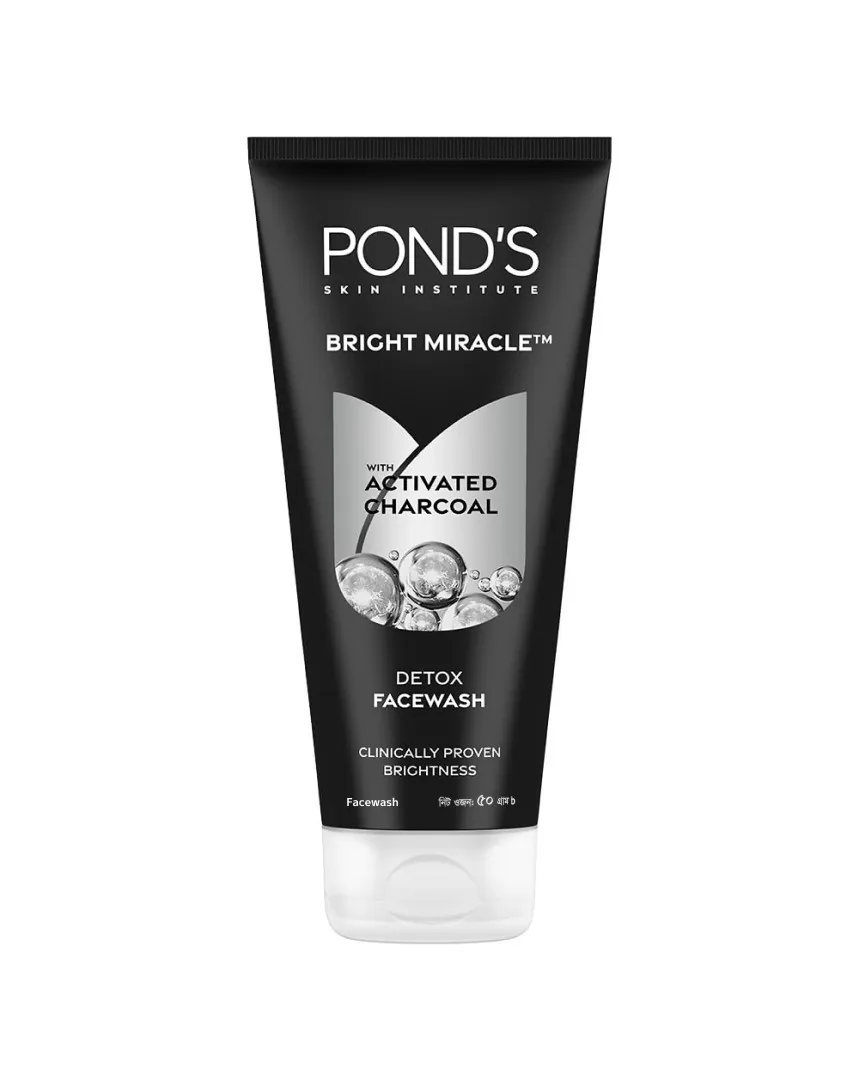 POND'S
SKIN INSTITUTE
BRIGHT MIRACLE™
WITH
ACTIVATED
CHARCOAL
DETOX
FACEWASH
CLINICALLY PROVEN
BRIGHTNESS
Facewash নিট ওজন: ৫০ গ্রাম b